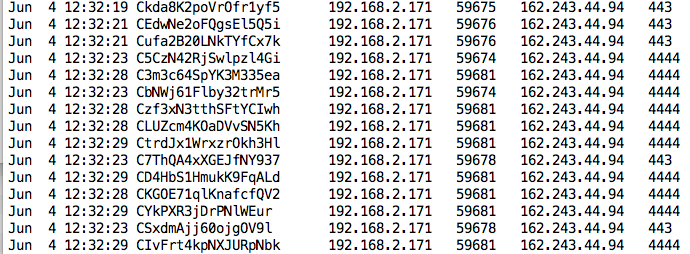 Jun 4 12:32:19 Ckda8K2poVrOfr1yf5 192.168.2.171 59675 162.243.44.94 443
Jun 4 12:32:21 CEdwNe2oFQgsEl5Q5i 192.168.2.171 59676 162.243.44.94 443
Jun 4 12:32:21 Cufa2B20LNkTYfCx7k 192.168.2.171 59676 162.243.44.94 443
Jun 4 12:32:23 C5CzN42RjSwlpzl4Gi 192.168.2.171 59674 162.243.44.94 4444
Jun 4 12:32:28 C3m3c64SpYK3M335ea 192.168.2.171 59681 162.243.44.94 4444
Jun 4 12:32:23 CbNWj61Flby32trMr5 192.168.2.171 59674 162.243.44.94 4444
Jun 4 12:32:28 Czf3xN3tthSFtYCIwh 192.168.2.171 59681 162.243.44.94 4444
Jun 4 12:32:28 CLUZcm4KOaDVvSN5Kh 192.168.2.171 59681 162.243.44.94 4444
Jun 4 12:32:29 CtrdJx1WrxzrOkh3Hl 192.168.2.171 59681 162.243.44.94 4444
Jun 4 12:32:23 C7ThQA4xXGEJfNY937 192.168.2.171 59678 162.243.44.94 443
Jun 4 12:32:29 CD4HbS1HmukK9FqALd 192.168.2.171 59681 162.243.44.94 4444
Jun 4 12:32:28 CKGOE71qlKnafcfQV2 192.168.2.171 59681 162.243.44.94 4444
Jun 4 12:32:29 CYkPXR3jDrPNlWEur 192.168.2.171 59681 162.243.44.94 4444
Jun 4 12:32:23 CSxdmAjj60ojgOV9l 192.168.2.171 59678 162.243.44.94 443
Jun 4 12:32:29 CIvFrt4kpNXJURpNbk 192.168.2.171 59681 162.243.44.94 4444